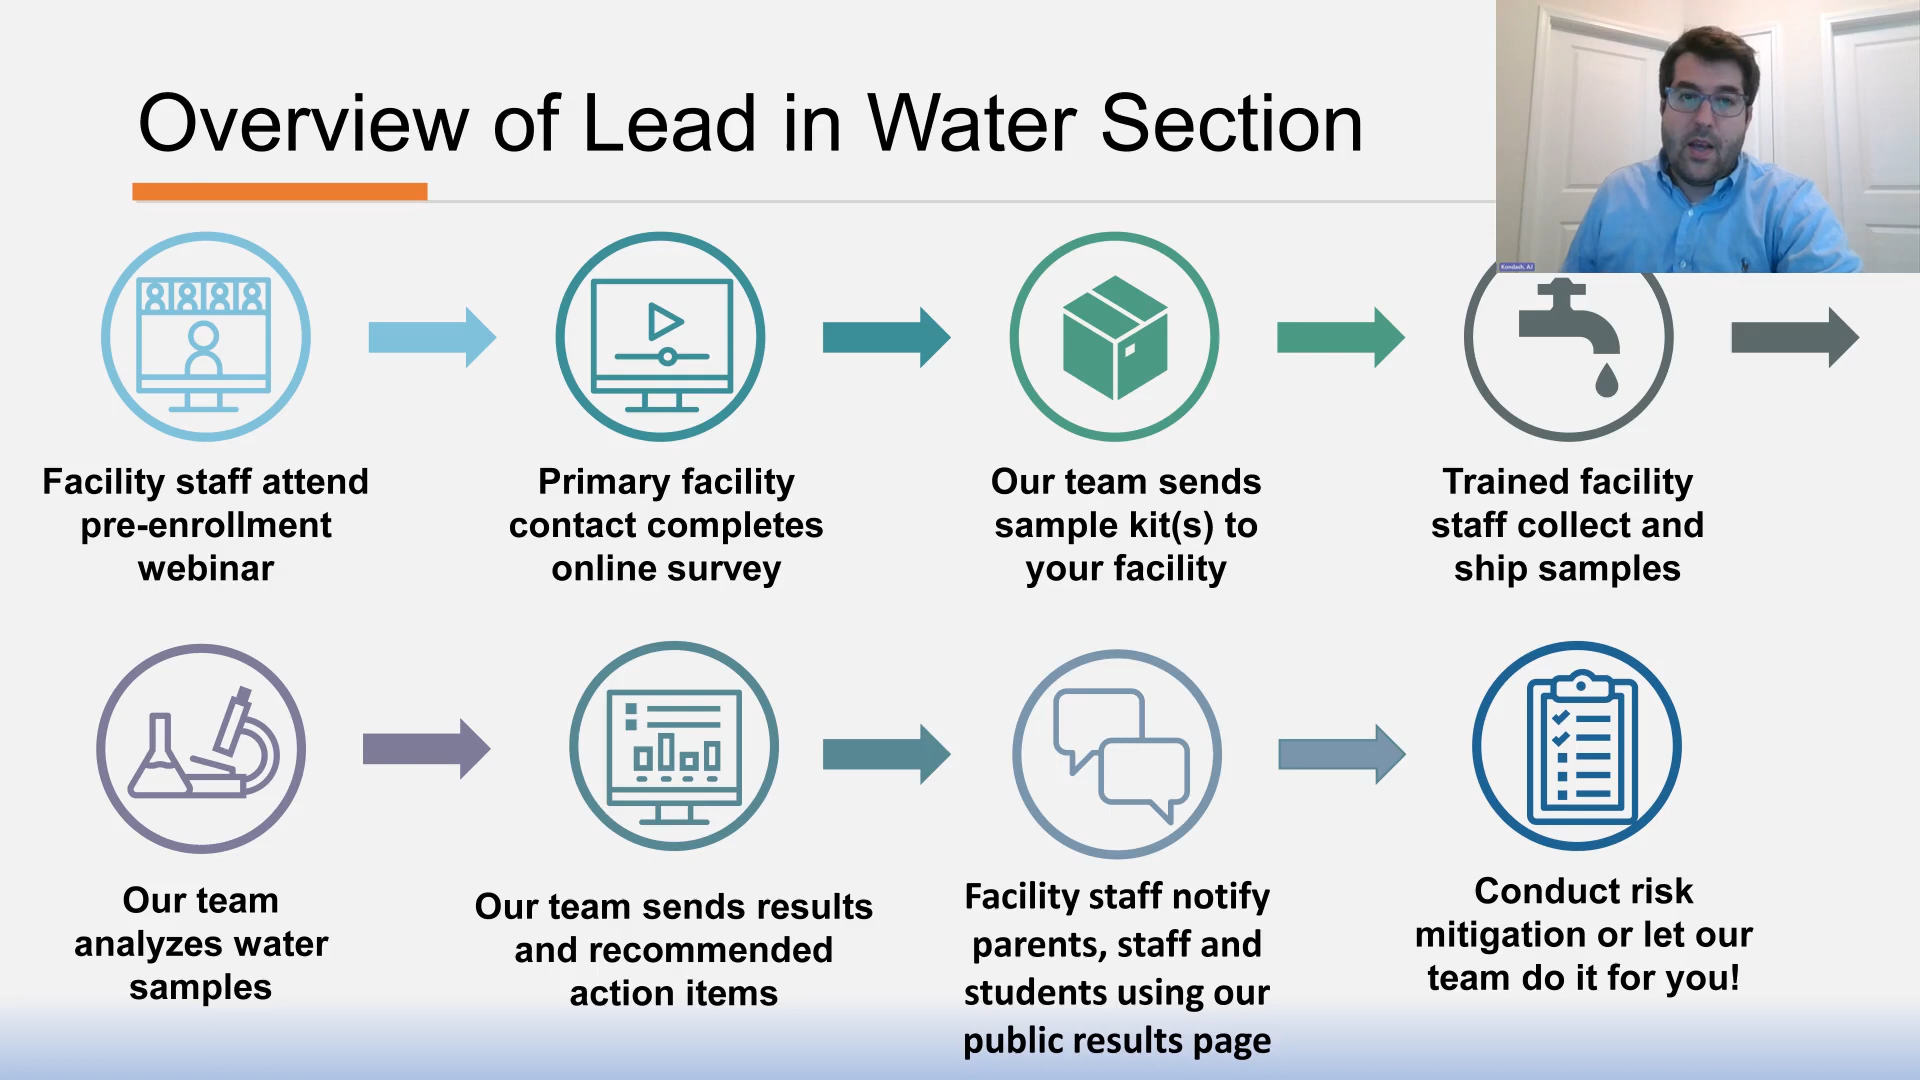 Overview of Lead in Water Section
Kondash, AJ
Facility staff attend
pre-enrollment
webinar
Primary facility
contact completes
online survey
Our team sends
sample kit(s) to
your facility
Trained facility
staff collect and
ship samples
Our team
analyzes water
samples
Our team sends results
and recommended
action items
Facility staff notify
parents, staff and
students using our
public results page
Conduct risk
mitigation or let our
team do it for you!